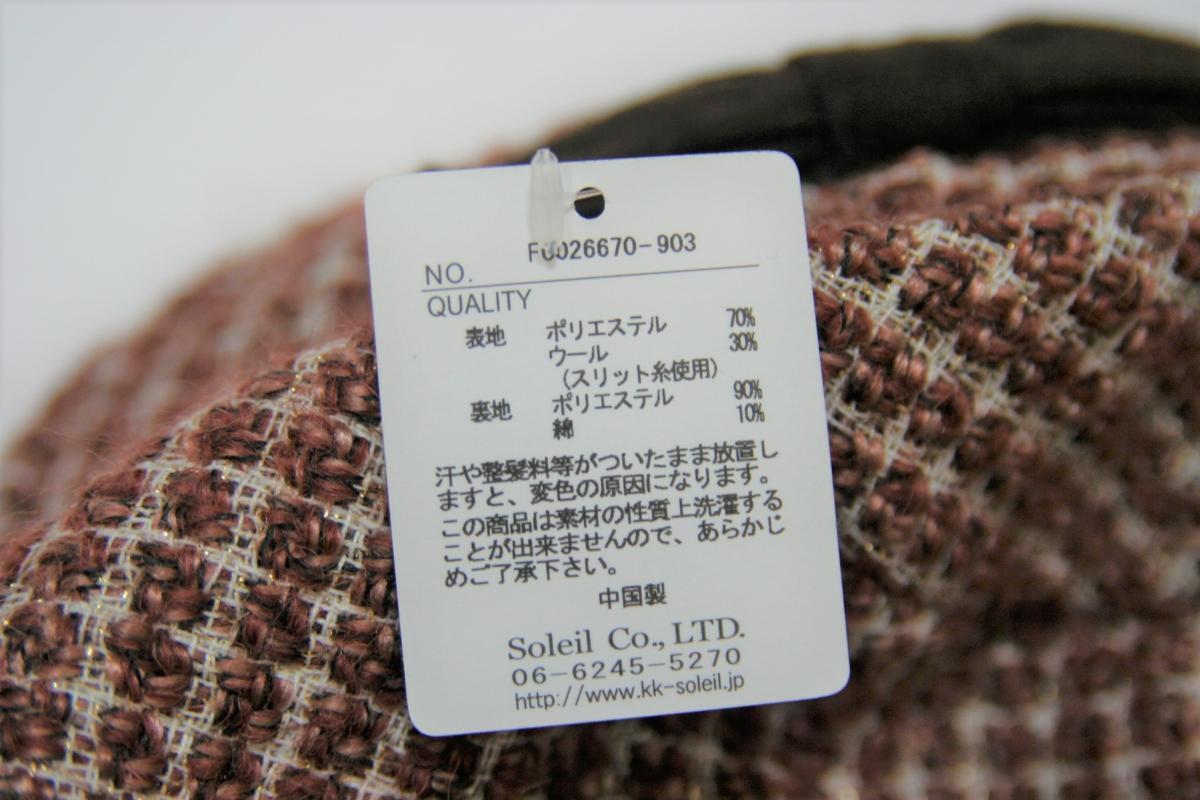 F0026670-903
NO.
QUALITY
表地 ポリエステル 70%
ウール 30%
（スリット糸使用）
裏地 ポリエステル 90%
綿 10%
汗や整髪料等がついたまま放置し
ますと、変色の原因になります。
この商品は素材の性質上洗濯する
ことが出来ませんので、あらかじ
めご了承下さい。
中国製
Soleil Co., LTD.
06-6245-5270
http://www.kk-soleil.jp